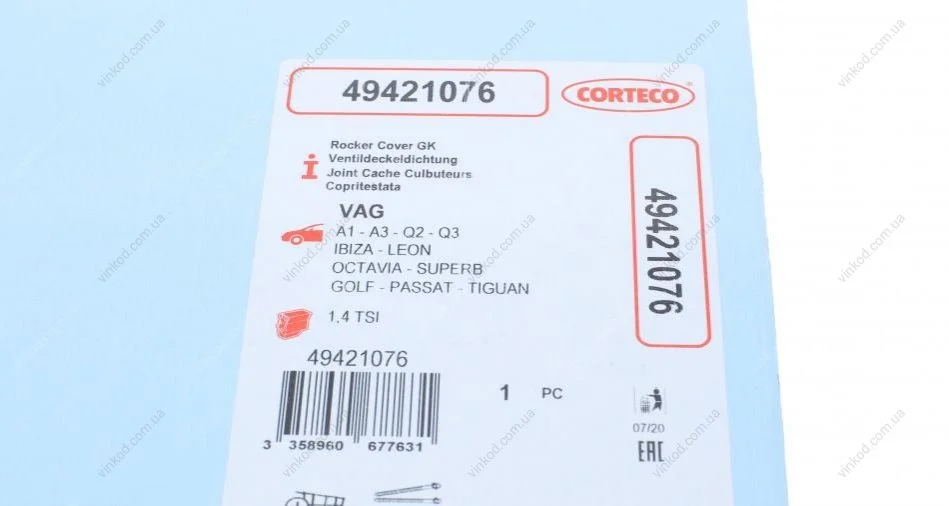 49421076
CORTECO
Rocker Cover GK
Ventildeckeldichtung
Joint Cache Culbuteurs
Copritestata
VAG
A1 - A3 - Q2 - Q3
IBIZA - LEON
OCTAVIA - SUPERB
GOLF - PASSAT - TIGUAN
1.4 TSI
49421076
49421076
3 358960 677631
1 PC
07/20
EAC
vinkod.com.ua